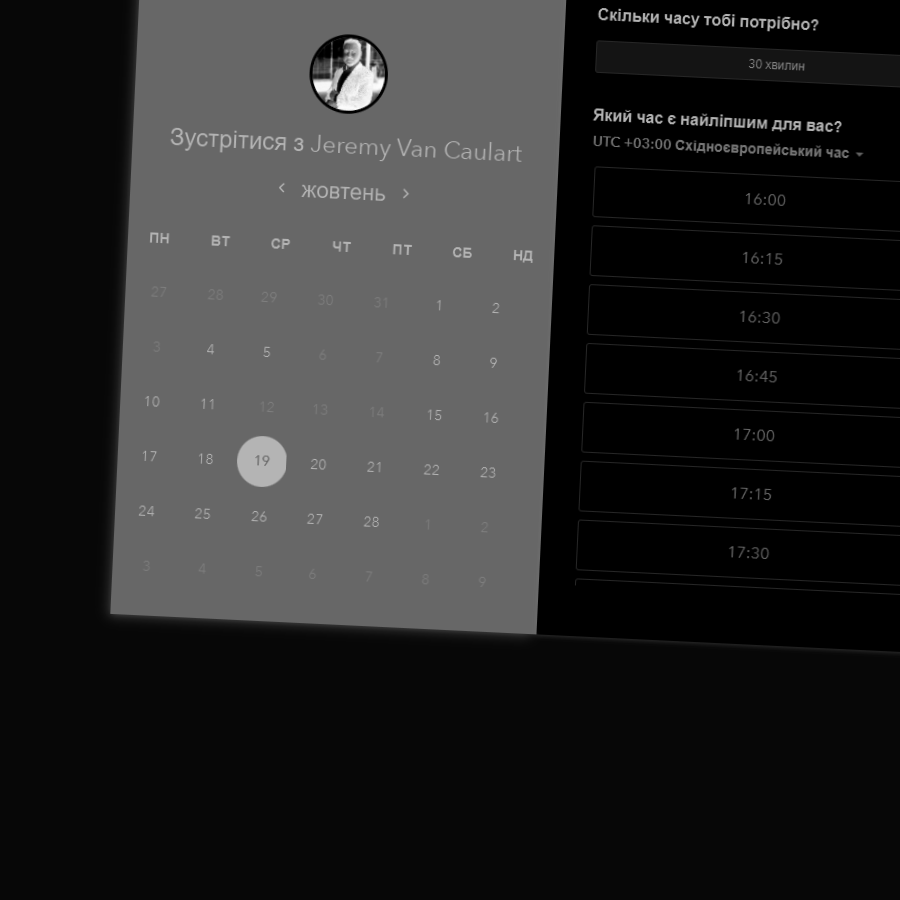 Зустрітися з Jeremy Van Caulart
‹ жовтень ›
ПН ВТ СР ЧТ ПТ СБ НД
27 28 29 30 31 1 2
3 4 5 6 7 8 9
10 11 12 13 14 15 16
17 18 19 20 21 22 23
24 25 26 27 28 1 2
3 4 5 6 7 8 9
Скільки часу тобі потрібно?
30 хвилин
Який час є найліпшим для вас?
UTC +03:00 Східноєвропейський час
16:00
16:15
16:30
16:45
17:00
17:15
17:30